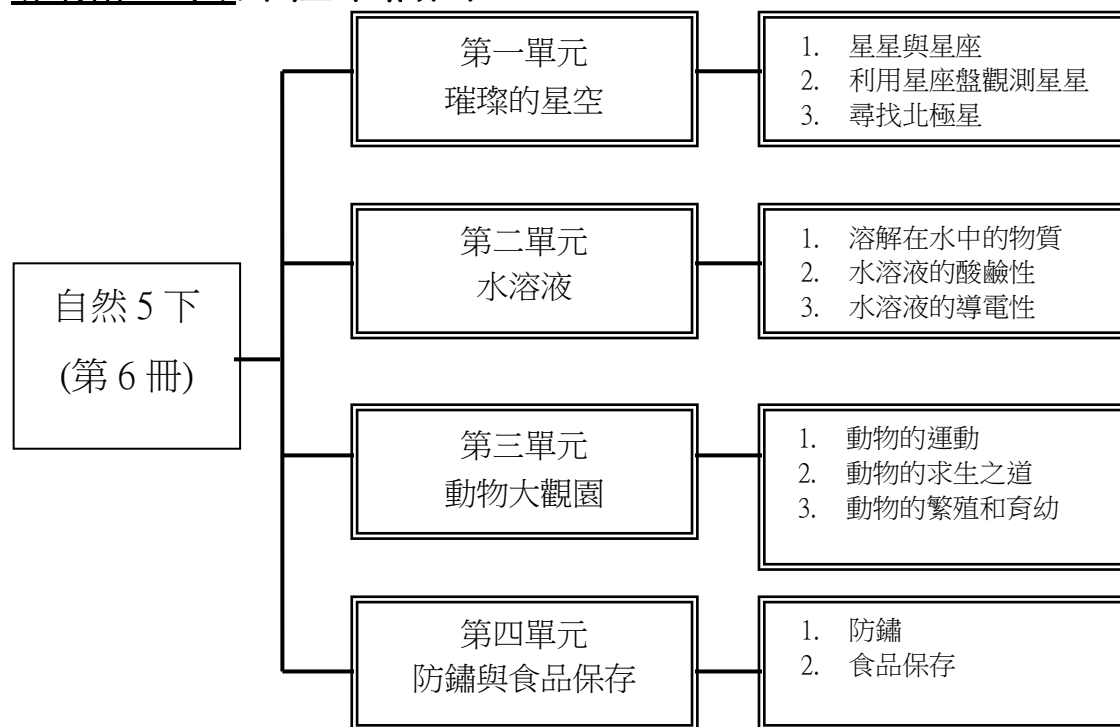 自然 5 下
(第 6 冊)
第一單元
璀璨的星空
1. 星星與星座
2. 利用星座盤觀測星星
3. 尋找北極星
第二單元
水溶液
1. 溶解在水中的物質
2. 水溶液的酸鹼性
3. 水溶液的導電性
第三單元
動物大觀園
1. 動物的運動
2. 動物的求生之道
3. 動物的繁殖和育幼
第四單元
防鏽與食品保存
1. 防鏽
2. 食品保存